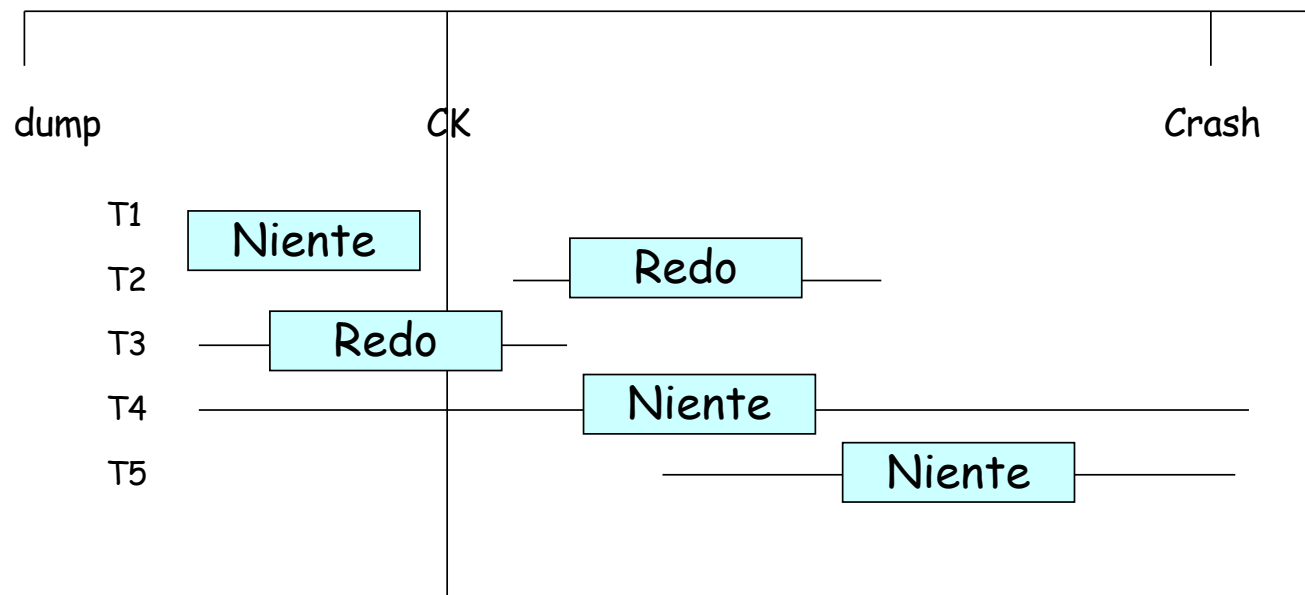 dump CK Crash
T1 Niente
T2 Redo
T3 Redo
T4 Niente
T5 Niente